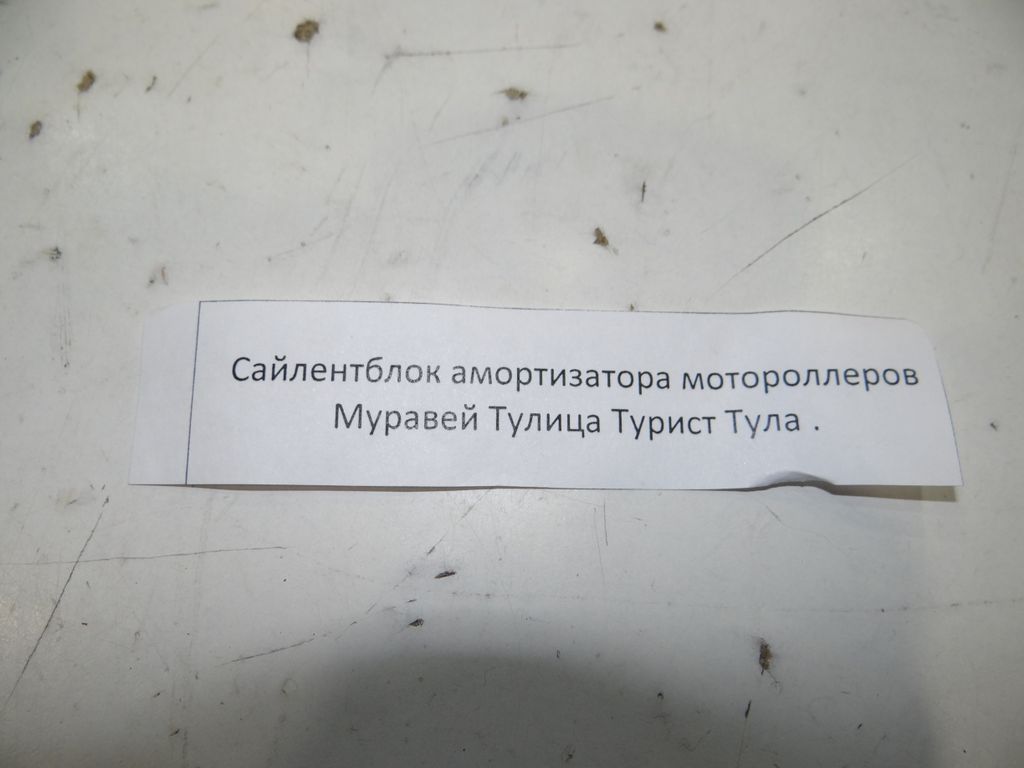 Сайлентблок амортизатора мотороллеров
Муравей Тулица Турист Тула .